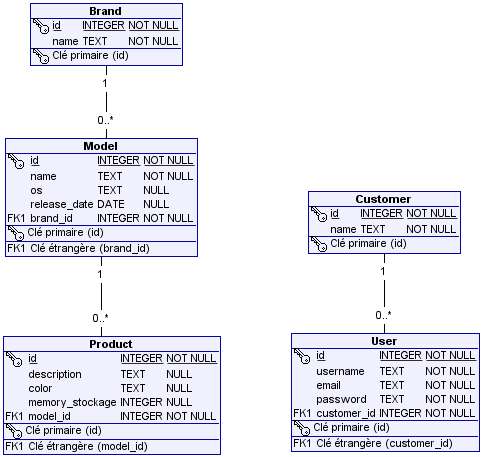 Brand
id INTEGER NOT NULL
name TEXT NOT NULL
Clé primaire (id)
1
0..*
Model
id INTEGER NOT NULL
name TEXT NOT NULL
os TEXT NULL
release_date DATE NULL
FK1 brand_id INTEGER NOT NULL
Clé primaire (id)
FK1 Clé étrangère (brand_id)
1
0..*
Product
id INTEGER NOT NULL
description TEXT NULL
color TEXT NULL
memory_stockage INTEGER NULL
FK1 model_id INTEGER NOT NULL
Clé primaire (id)
FK1 Clé étrangère (model_id)
Customer
id INTEGER NOT NULL
name TEXT NOT NULL
Clé primaire (id)
1
0..*
User
id INTEGER NOT NULL
username TEXT NOT NULL
email TEXT NOT NULL
password TEXT NOT NULL
FK1 customer_id INTEGER NOT NULL
Clé primaire (id)
FK1 Clé étrangère (customer_id)